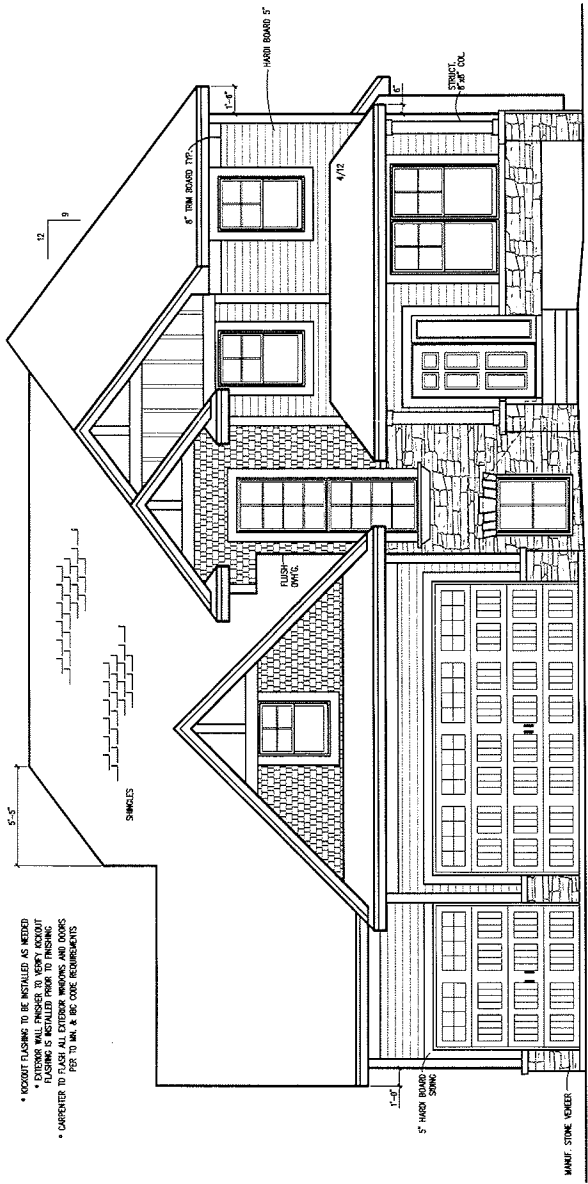 * KICKOUT FLASHING TO BE INSTALLED AS NEEDED
* EXTERIOR WALL FINISHER TO VERIFY KICKOUT
FLASHING IS INSTALLED PRIOR TO FINISHING
* CARPENTER TO FLASH ALL EXTERIOR WINDOWS AND DOORS
PER TO MN. & IBC CODE REQUIREMENTS
5'-5"
SHINGLES
12
9
1'-6"
8" TRIM BOARD TYP.
HARDI BOARD 5"
4/12
6"
STRUCT.
8"x8" COL.
FLUSH
OVH'G.
1'-0"
5" HARDI BOARD
SIDING
MANUF. STONE VENEER